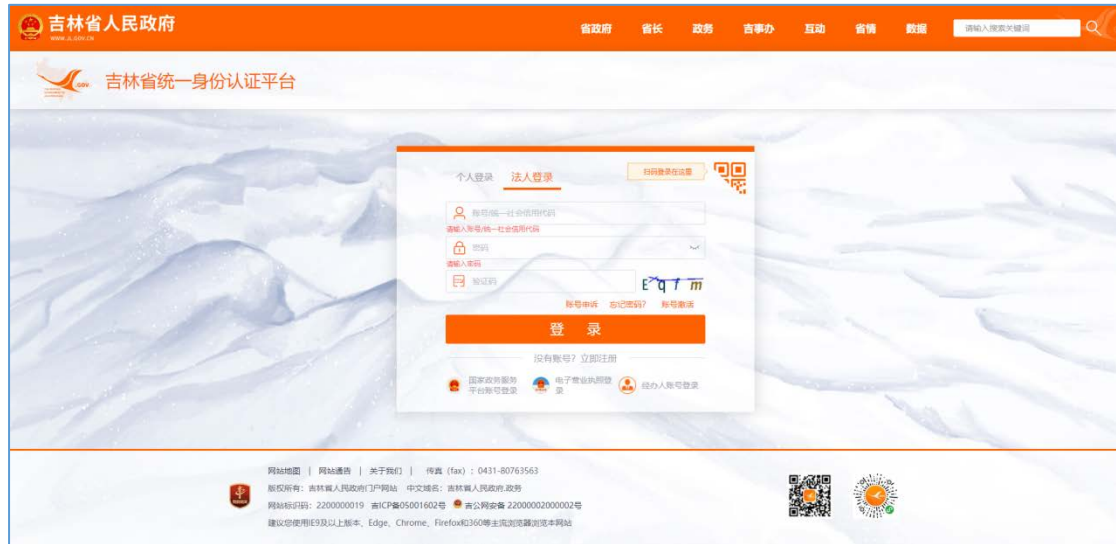 吉林省人民政府
WWW.JL.GOV.CN
省政府 省长 政务 吉事办 互动 省情 数据 请输入搜索关键词
.gov. 吉林省统一身份认证平台
个人登录 法人登录 扫码登录在这里
账号/统一社会信用代码
请输入账号/统一社会信用代码
密码
请输入密码
验证码 E q f m
账号申诉 忘记密码? 账号激活
登 录
没有账号? 立即注册
国家政务服务平台账号登录
电子营业执照登录
经办人账号登录
网站地图 | 网站通告 | 关于我们 | 传真 (fax) : 0431-80763563
版权所有: 吉林省人民政府门户网站 中文域名: 吉林省人民政府.政务
网站标识码: 2200000019 吉ICP备05001602号 吉公网安备 22000002000002号
建议您使用IE9及以上版本、Edge、Chrome、Firefox和360等主流浏览器浏览本网站